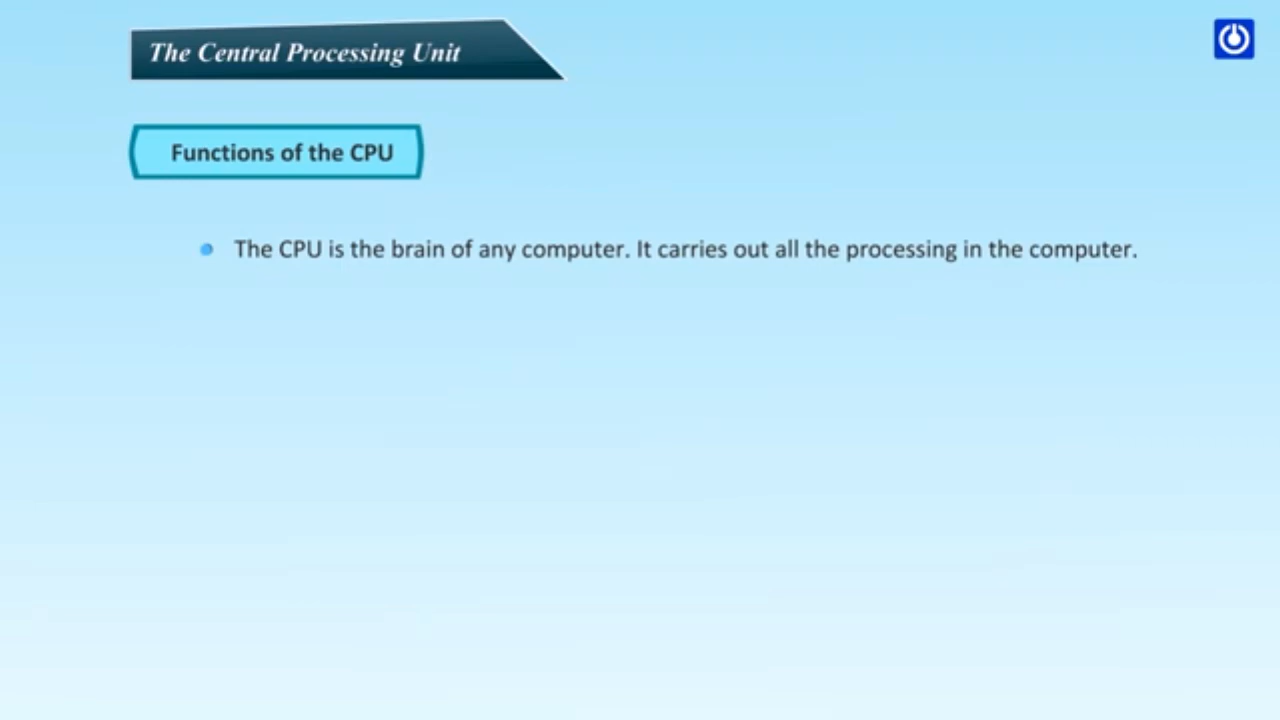 The Central Processing Unit
Functions of the CPU
The CPU is the brain of any computer. It carries out all the processing in the computer.